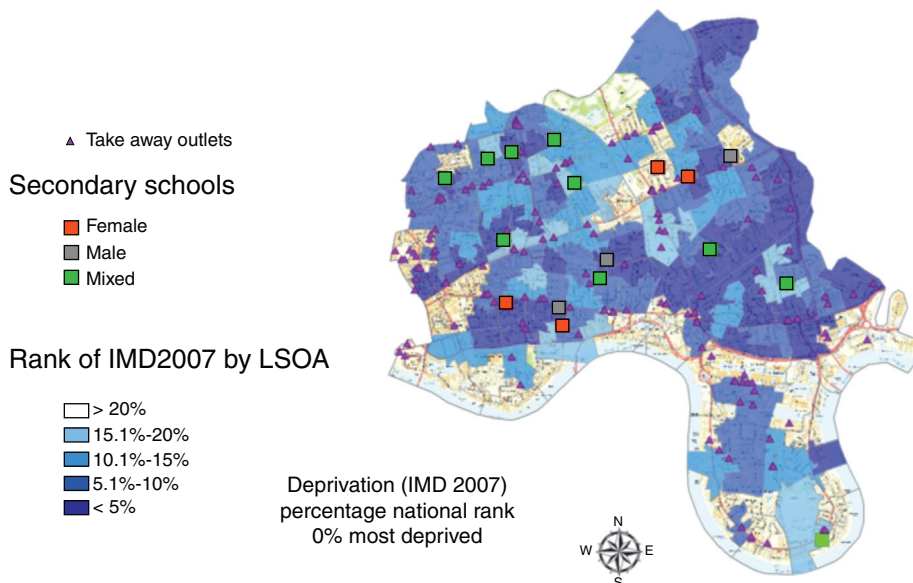 Take away outlets
Secondary schools
Female
Male
Mixed
Rank of IMD2007 by LSOA
> 20%
15.1%-20%
10.1%-15%
5.1%-10%
< 5%
Deprivation (IMD 2007)
percentage national rank
0% most deprived
N
W E
S